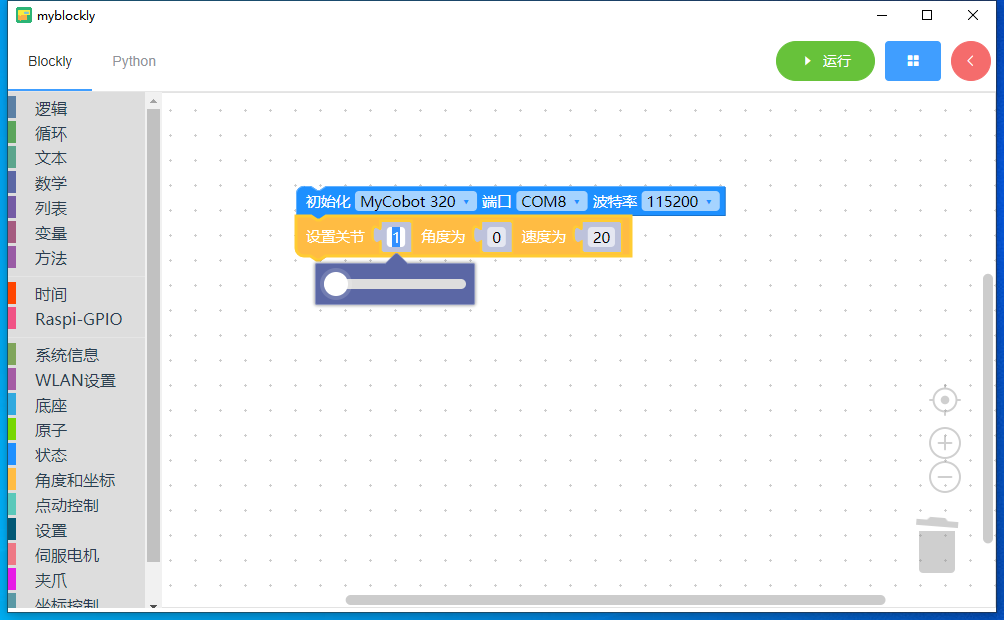 myblockly
Blockly
Python
运行
逻辑
循环
文本
数学
列表
变量
方法
时间
Raspi-GPIO
系统信息
WLAN设置
底座
原子
状态
角度和坐标
点动控制
设置
伺服电机
夹爪
坐标控制
初始化 MyCobot 320 端口 COM8 波特率 115200
设置关节 1 角度为 0 速度为 20